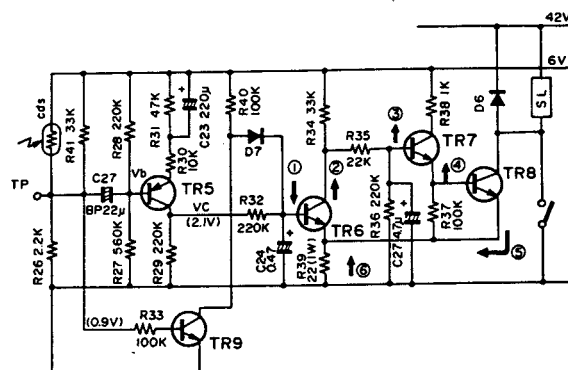 42V
6V
cds
R41 33K
R28 220K
R31 47K
C23 220μ
R40
100K
R34 33K
R38 1K
D6
SL
R30
10K
D7
R35
22K
③
TR7
④
TR8
TP
C27
BP22μ
Vb
TR5
①
②
VC
(2.1V)
R32
220K
TR6
R36 220K
C27 4.7μ
R37
100K
R26 2.2K
R27 560K
R29 220K
C24
0.47
R39
22(1W)
⑥
⑤
(0.9V)
R33
100K
TR9